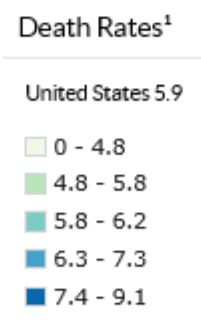 Death Rates¹
United States 5.9
0 - 4.8
4.8 - 5.8
5.8 - 6.2
6.3 - 7.3
7.4 - 9.1